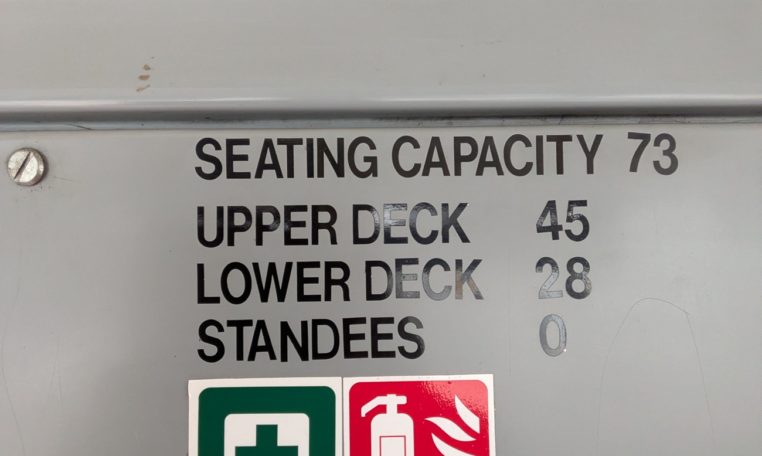 SEATING CAPACITY 73
UPPER DECK 45
LOWER DECK 28
STANDEES 0